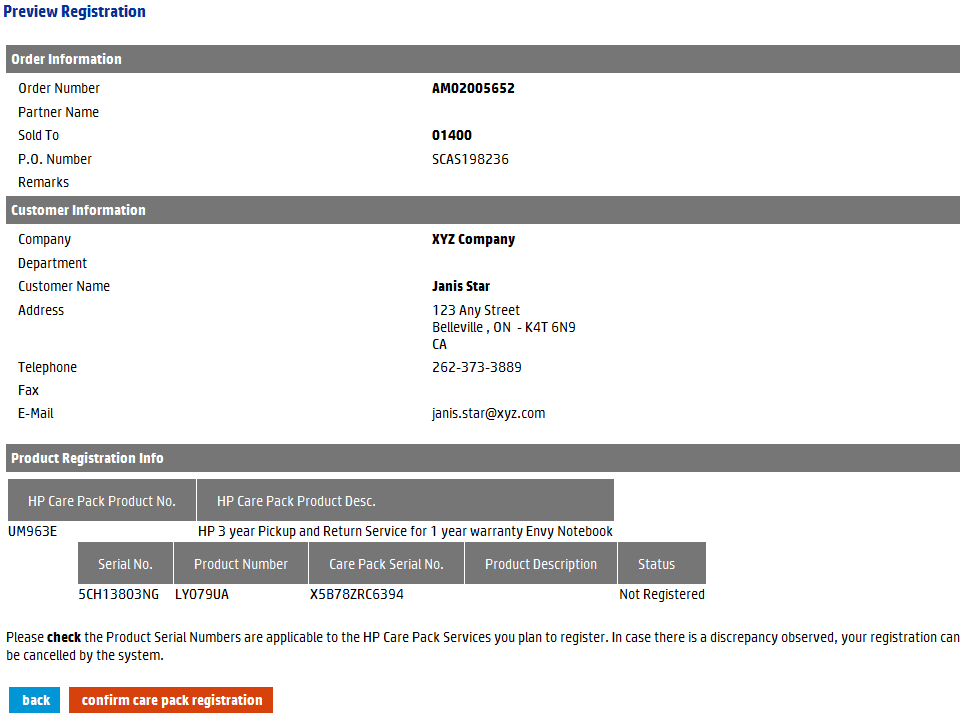 Preview Registration
Order Information
Order Number AM02005652
Partner Name
Sold To 01400
P.O. Number SCAS198236
Remarks
Customer Information
Company XYZ Company
Department
Customer Name Janis Star
Address 123 Any Street
Belleville , ON - K4T 6N9
CA
Telephone 262-373-3889
Fax
E-Mail janis.star@xyz.com
Product Registration Info
HP Care Pack Product No. HP Care Pack Product Desc.
UM963E HP 3 year Pickup and Return Service for 1 year warranty Envy Notebook
Serial No. Product Number Care Pack Serial No. Product Description Status
5CH13803NG LY079UA X5B78ZRC6394 Not Registered
Please check the Product Serial Numbers are applicable to the HP Care Pack Services you plan to register. In case there is a discrepancy observed, your registration can
be cancelled by the system.
back confirm care pack registration